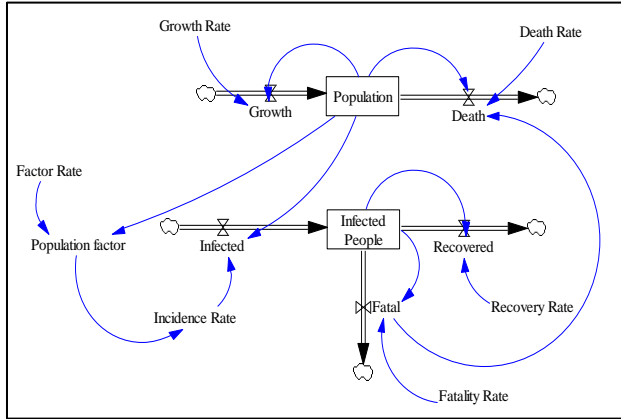 Growth Rate
Death Rate
Population
Growth
Death
Factor Rate
Population factor
Infected
Infected
People
Recovered
Incidence Rate
Fatal
Recovery Rate
Fatality Rate